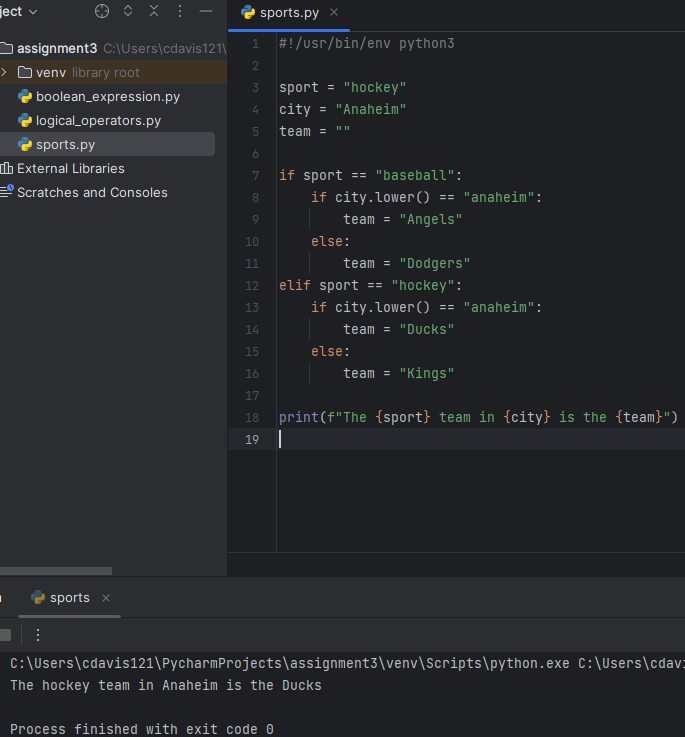 ject
assignment3 C:\Users\cdavis121\
venv library root
boolean_expression.py
logical_operators.py
sports.py
External Libraries
Scratches and Consoles
sports.py
1 #!/usr/bin/env python3
2
3 sport = "hockey"
4 city = "Anaheim"
5 team = ""
6
7 if sport == "baseball":
8     if city.lower() == "anaheim":
9         team = "Angels"
10     else:
11         team = "Dodgers"
12 elif sport == "hockey":
13     if city.lower() == "anaheim":
14         team = "Ducks"
15     else:
16         team = "Kings"
17
18 print(f"The {sport} team in {city} is the {team}")
19
sports
C:\Users\cdavis121\PycharmProjects\assignment3\venv\Scripts\python.exe C:\Users\cdavi
The hockey team in Anaheim is the Ducks
Process finished with exit code 0